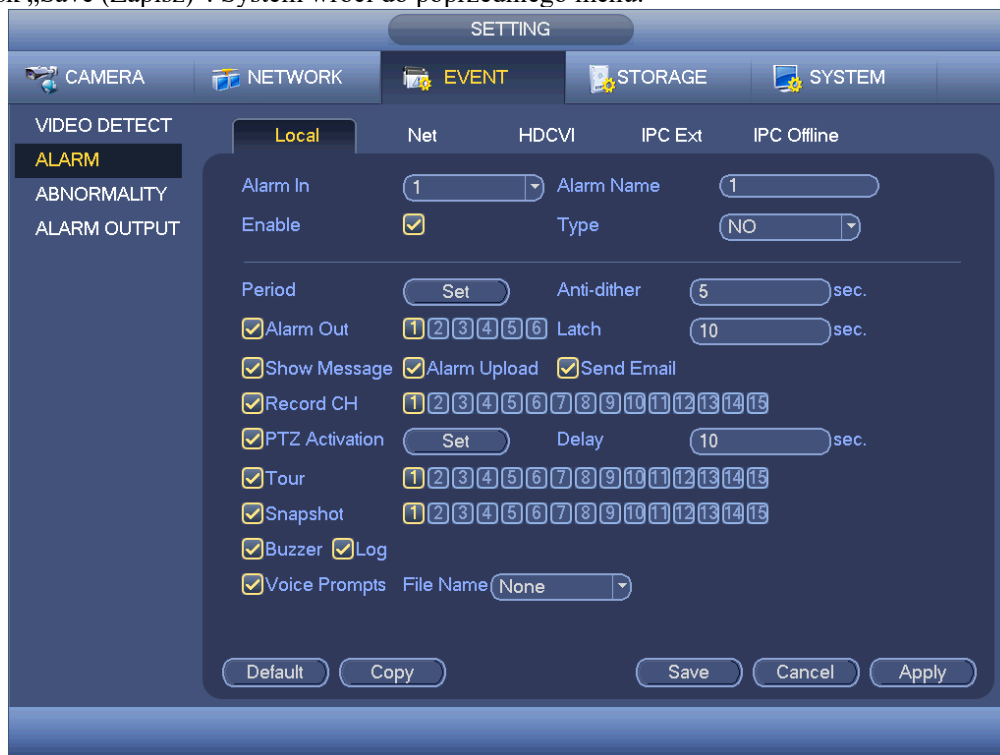 „Save (Zapisz)”. System wróci do poprzedniego menu.
SETTING
CAMERA NETWORK EVENT STORAGE SYSTEM
VIDEO DETECT
ALARM
ABNORMALITY
ALARM OUTPUT
Local Net HDCVI IPC Ext IPC Offline
Alarm In 1 Alarm Name 1
Enable Type NO
Period Set Anti-dither 5 sec.
Alarm Out 1 2 3 4 5 6 Latch 10 sec.
Show Message Alarm Upload Send Email
Record CH 1 2 3 4 5 6 7 8 9 10 11 12 13 14 15
PTZ Activation Set Delay 10 sec.
Tour 1 2 3 4 5 6 7 8 9 10 11 12 13 14 15
Snapshot 1 2 3 4 5 6 7 8 9 10 11 12 13 14 15
Buzzer Log
Voice Prompts File Name None
Default Copy Save Cancel Apply